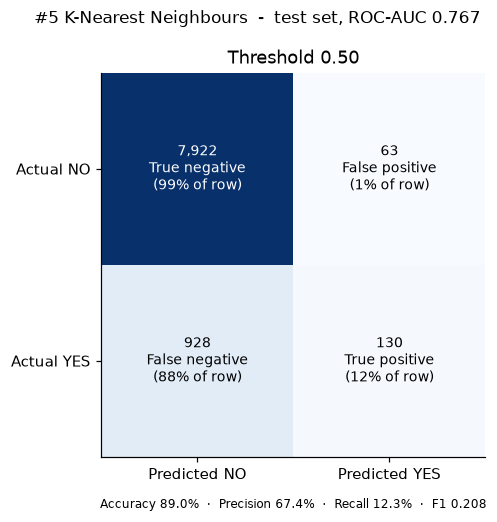 #5 K-Nearest Neighbours  -  test set, ROC-AUC 0.767
Threshold 0.50
Actual NO
7,922
True negative
(99% of row)
63
False positive
(1% of row)
Actual YES
928
False negative
(88% of row)
130
True positive
(12% of row)
Predicted NO
Predicted YES
Accuracy 89.0%  ·  Precision 67.4%  ·  Recall 12.3%  ·  F1 0.208